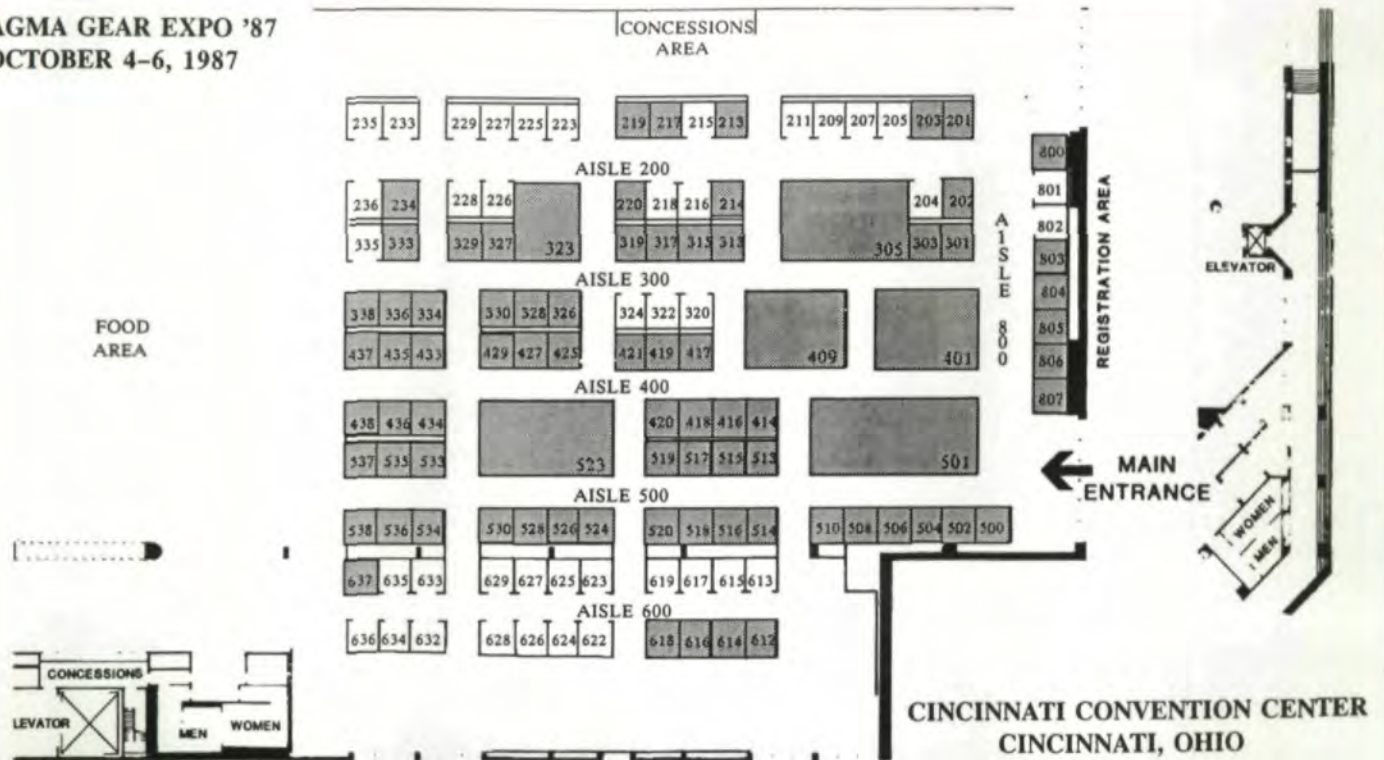 AGMA GEAR EXPO '87
OCTOBER 4–6, 1987
CONCESSIONS
AREA
235 233 229 227 225 223 219 217 215 213 211 209 207 205 203 201
AISLE 200
236 234 228 226 220 218 216 214 204 202
335 333 329 327 323 319 317 315 313 305 303 301
AISLE 300
338 336 334 330 328 326 324 322 320
437 435 433 429 427 425 421 419 417 409 401
AISLE 400
438 436 434 420 418 416 414
537 535 533 523 519 517 515 513 501
AISLE 500
538 536 534 530 528 526 524 520 518 516 514 510 508 506 504 502 500
637 635 633 629 627 625 623 619 617 615 613
AISLE 600
636 634 632 628 626 624 622 618 616 614 612
AISLE 800
800
801
802
803
804
805
806
807
REGISTRATION AREA
ELEVATOR
FOOD
AREA
MAIN
ENTRANCE
WOMEN
MEN
CONCESSIONS
LEVATOR
MEN
WOMEN
CINCINNATI CONVENTION CENTER
CINCINNATI, OHIO